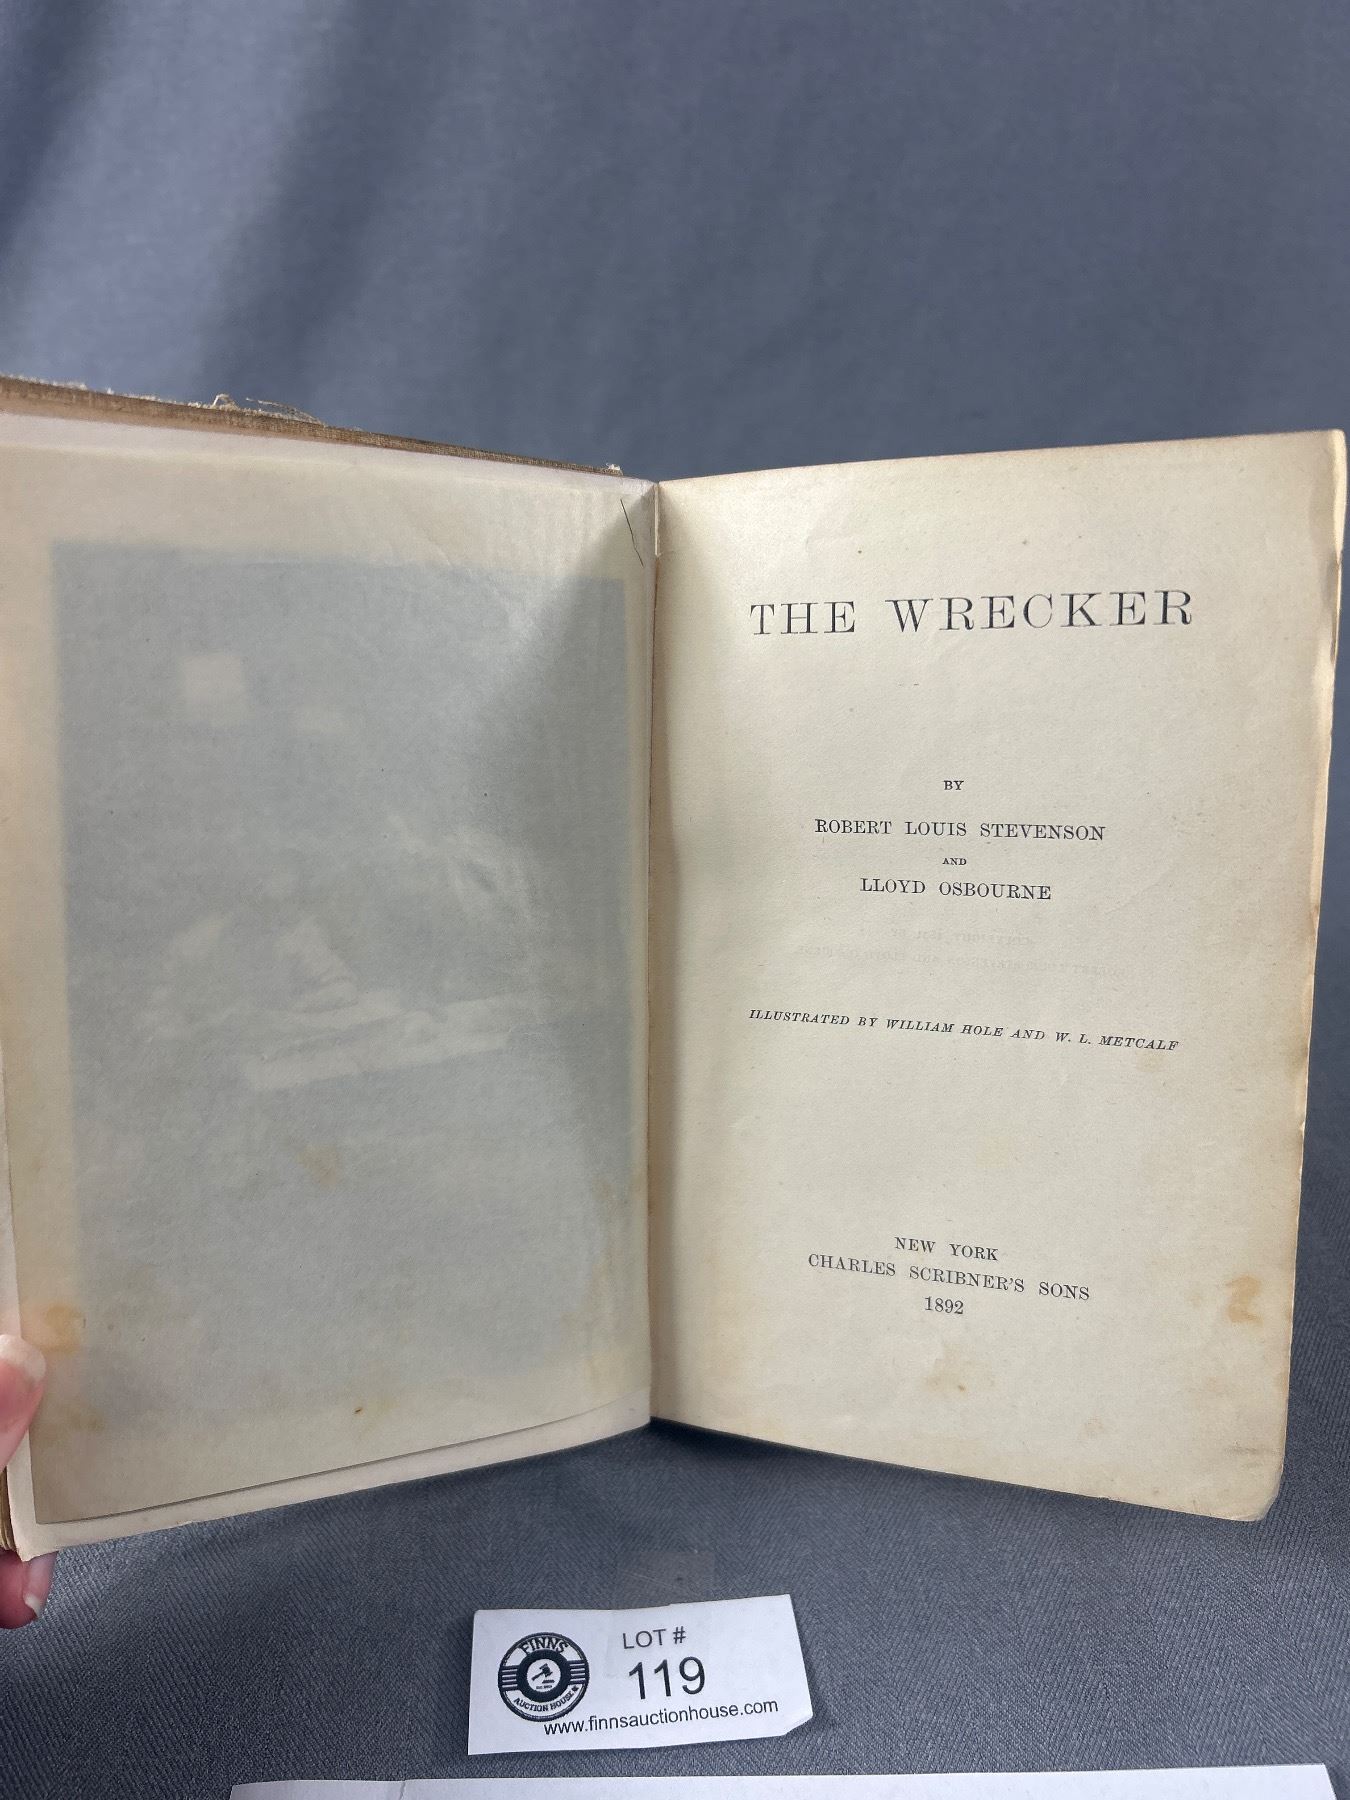 THE WRECKER
BY
ROBERT LOUIS STEVENSON
AND
LLOYD OSBOURNE
ILLUSTRATED BY WILLIAM HOLE AND W. L. METCALF
NEW YORK
CHARLES SCRIBNER'S SONS
1892
FINNS
AUCTION HOUSE
LOT #
119
www.finnsauctionhouse.com